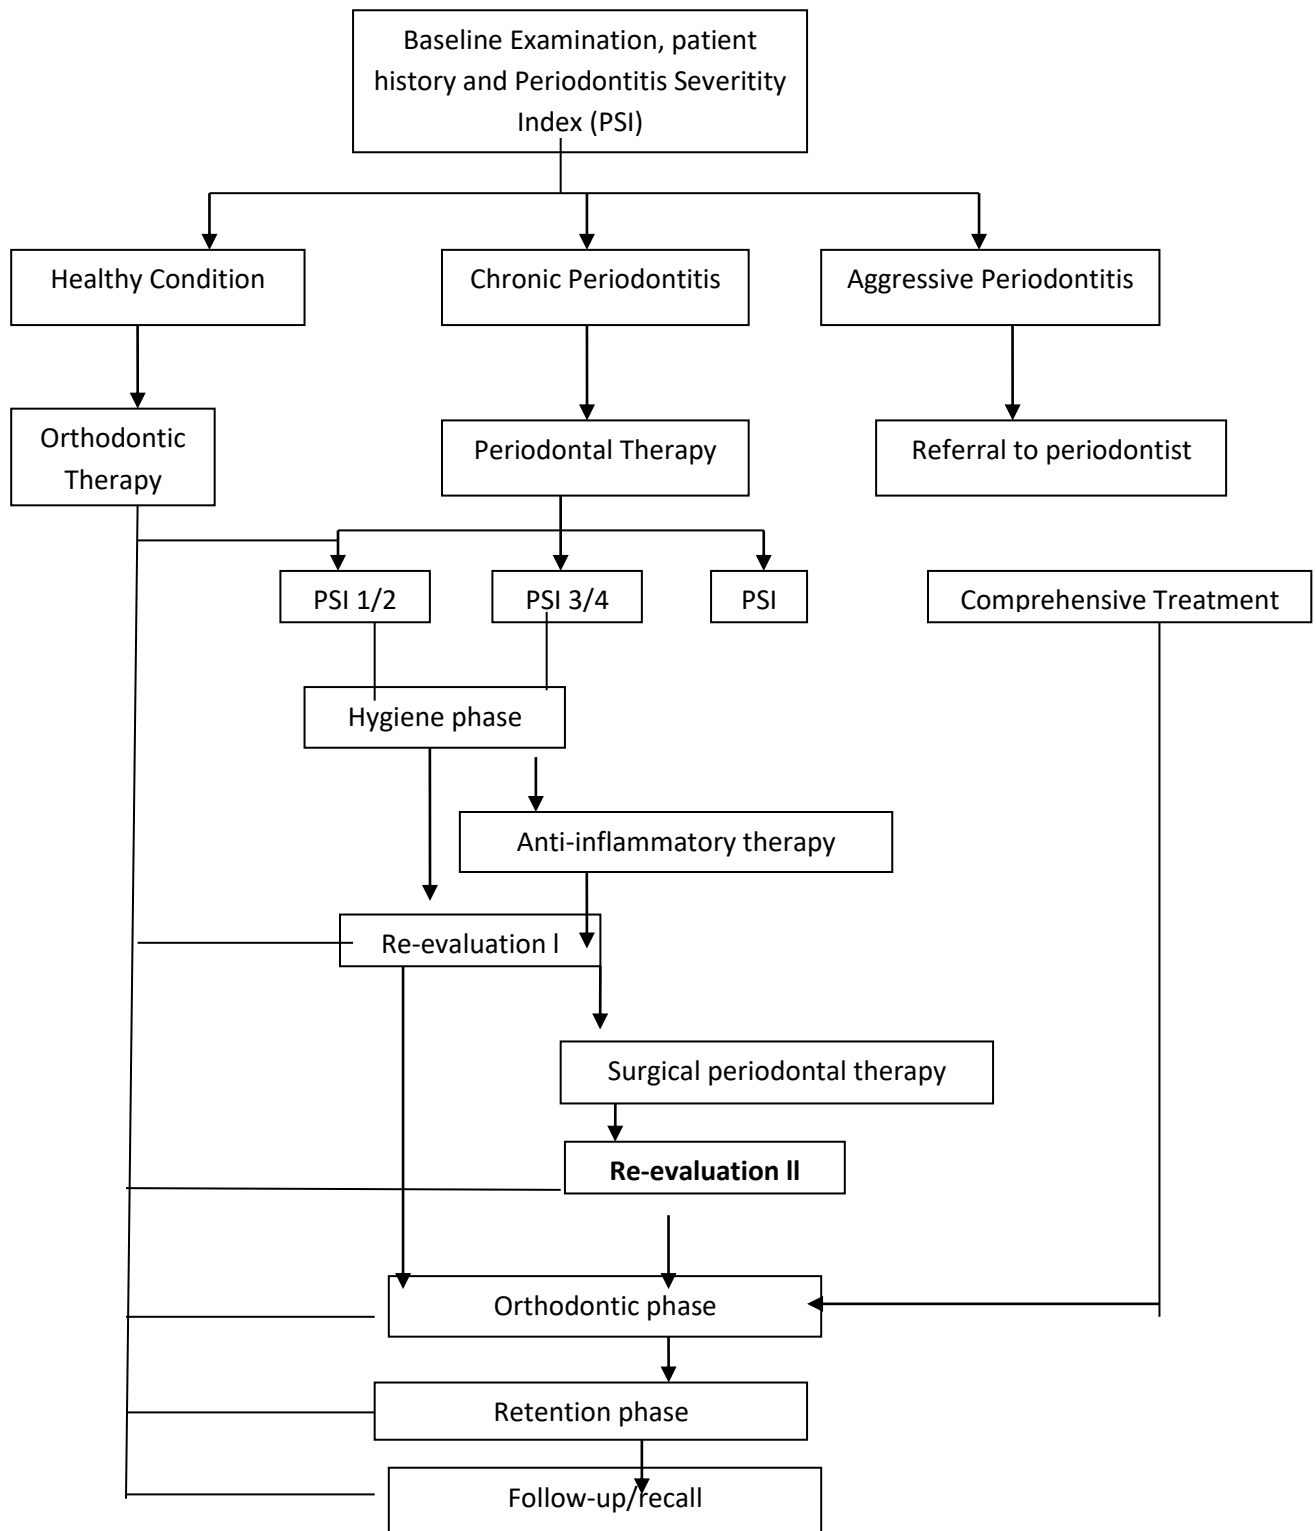 Baseline Examination, patient
history and Periodontitis Severitity
Index (PSI)
Healthy Condition
Chronic Periodontitis
Aggressive Periodontitis
Orthodontic
Therapy
Periodontal Therapy
Referral to periodontist
PSI 1/2
PSI 3/4
PSI
Comprehensive Treatment
Hygiene phase
Anti-inflammatory therapy
Re-evaluation l
Surgical periodontal therapy
Re-evaluation ll
Orthodontic phase
Retention phase
Follow-up/recall